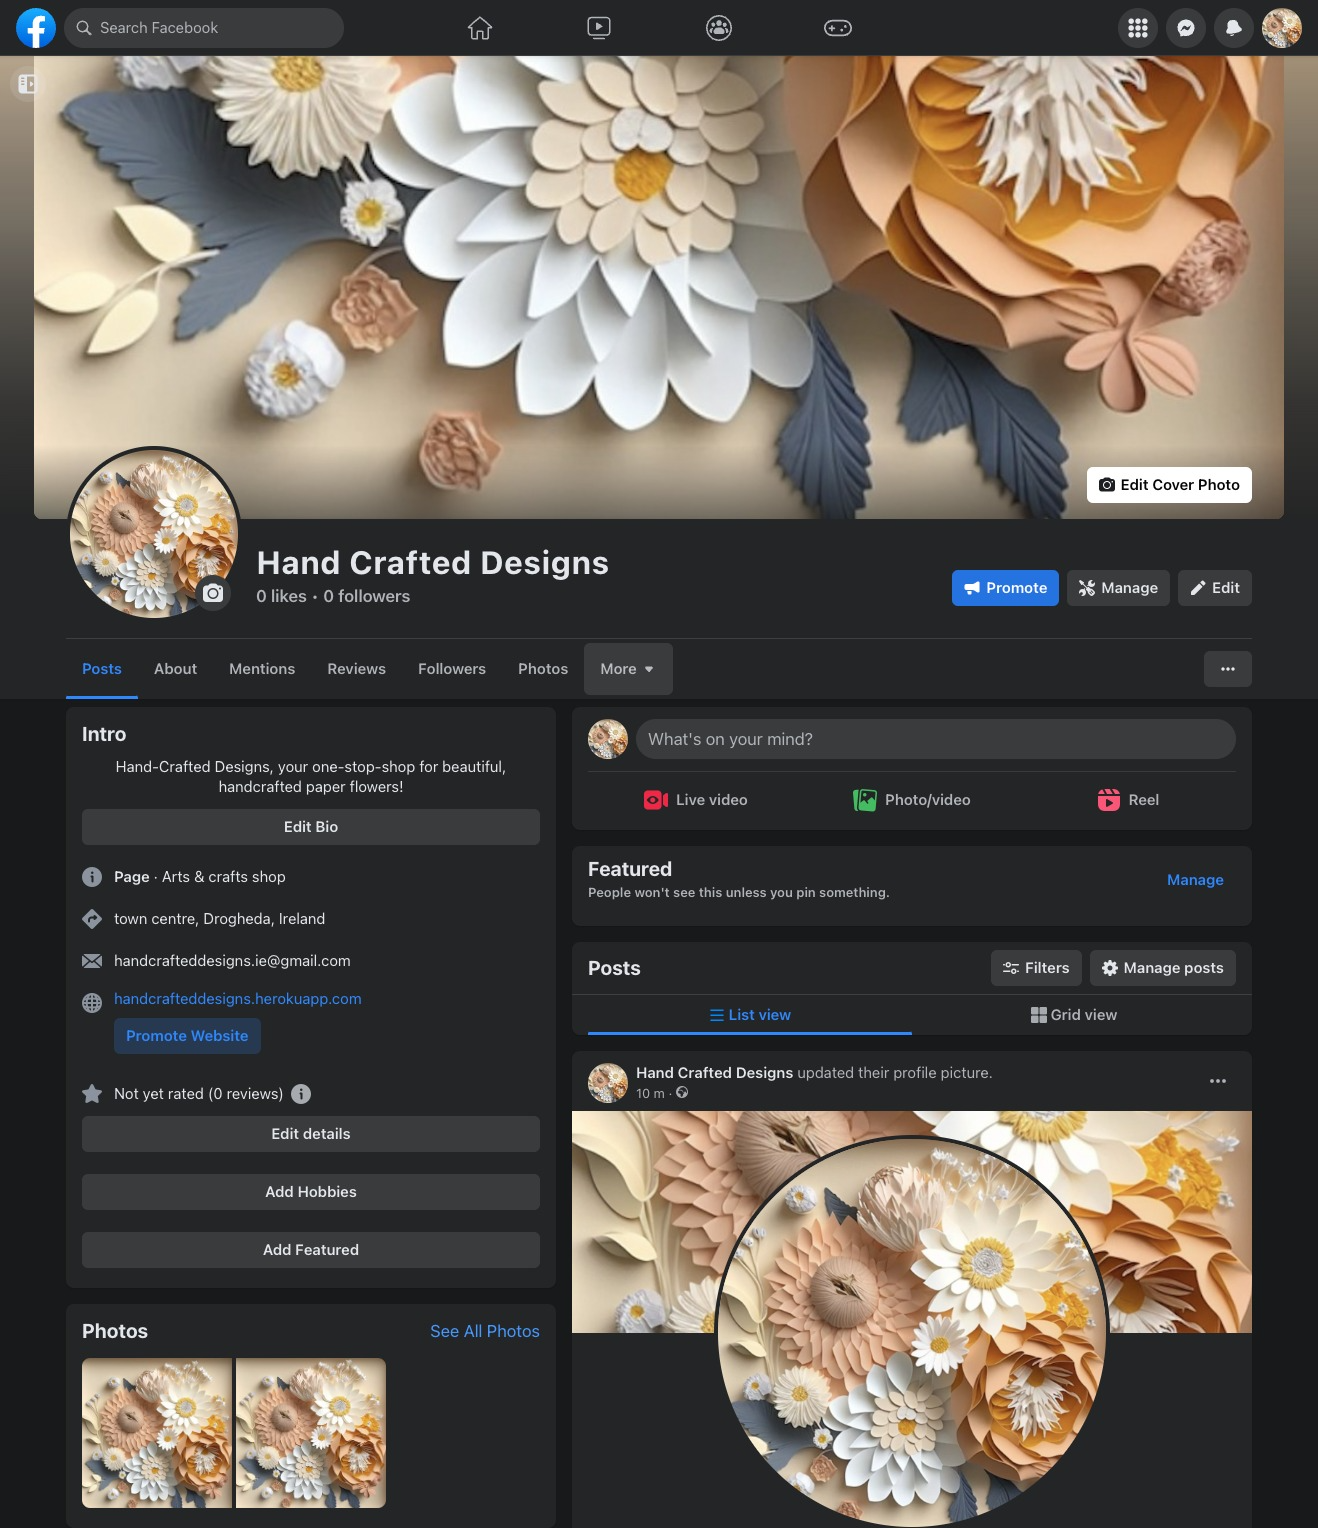 Search Facebook
Edit Cover Photo
Hand Crafted Designs
0 likes • 0 followers
Promote
Manage
Edit
Posts
About
Mentions
Reviews
Followers
Photos
More
Intro
Hand-Crafted Designs, your one-stop-shop for beautiful,
handcrafted paper flowers!
Edit Bio
Page · Arts & crafts shop
town centre, Drogheda, Ireland
handcrafteddesigns.ie@gmail.com
handcrafteddesigns.herokuapp.com
Promote Website
Not yet rated (0 reviews)
Edit details
Add Hobbies
Add Featured
Photos
See All Photos
What's on your mind?
Live video
Photo/video
Reel
Featured
People won't see this unless you pin something.
Manage
Posts
Filters
Manage posts
List view
Grid view
Hand Crafted Designs updated their profile picture.
10 m ·